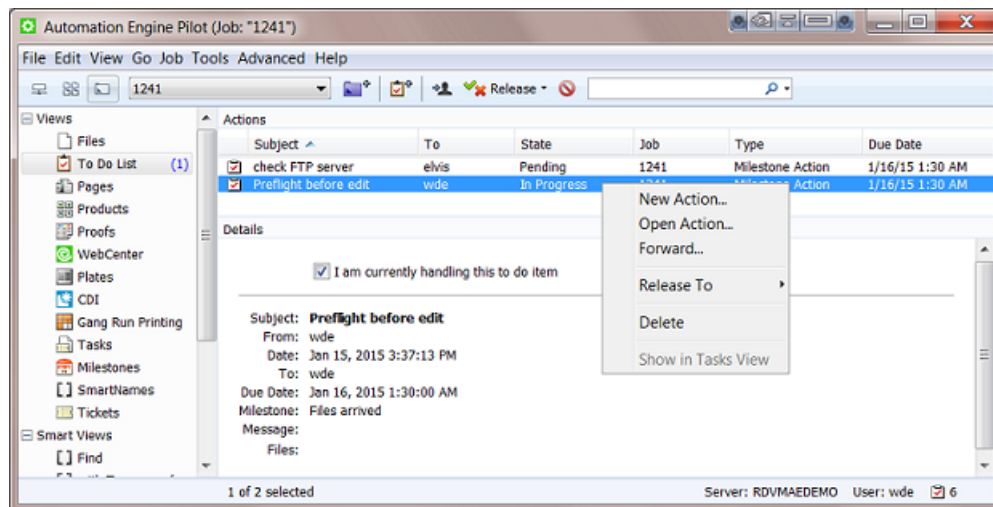 Automation Engine Pilot (Job: "1241")
File Edit View Go Job Tools Advanced Help
1241 Release
Views
Files
To Do List (1)
Pages
Products
Proofs
WebCenter
Plates
CDI
Gang Run Printing
Tasks
Milestones
SmartNames
Tickets
Smart Views
Find
Actions
Subject To State Job Type Due Date
check FTP server elvis Pending 1241 Milestone Action 1/16/15 1:30 AM
Preflight before edit wde In Progress 1241 Milestone Action 1/16/15 1:30 AM
New Action...
Open Action...
Forward...
Release To
Delete
Show in Tasks View
Details
I am currently handling this to do item
Subject: Preflight before edit
From: wde
Date: Jan 15, 2015 3:37:13 PM
To: wde
Due Date: Jan 16, 2015 1:30:00 AM
Milestone: Files arrived
Message:
Files:
1 of 2 selected
Server: RDVMAEDEMO User: wde 6